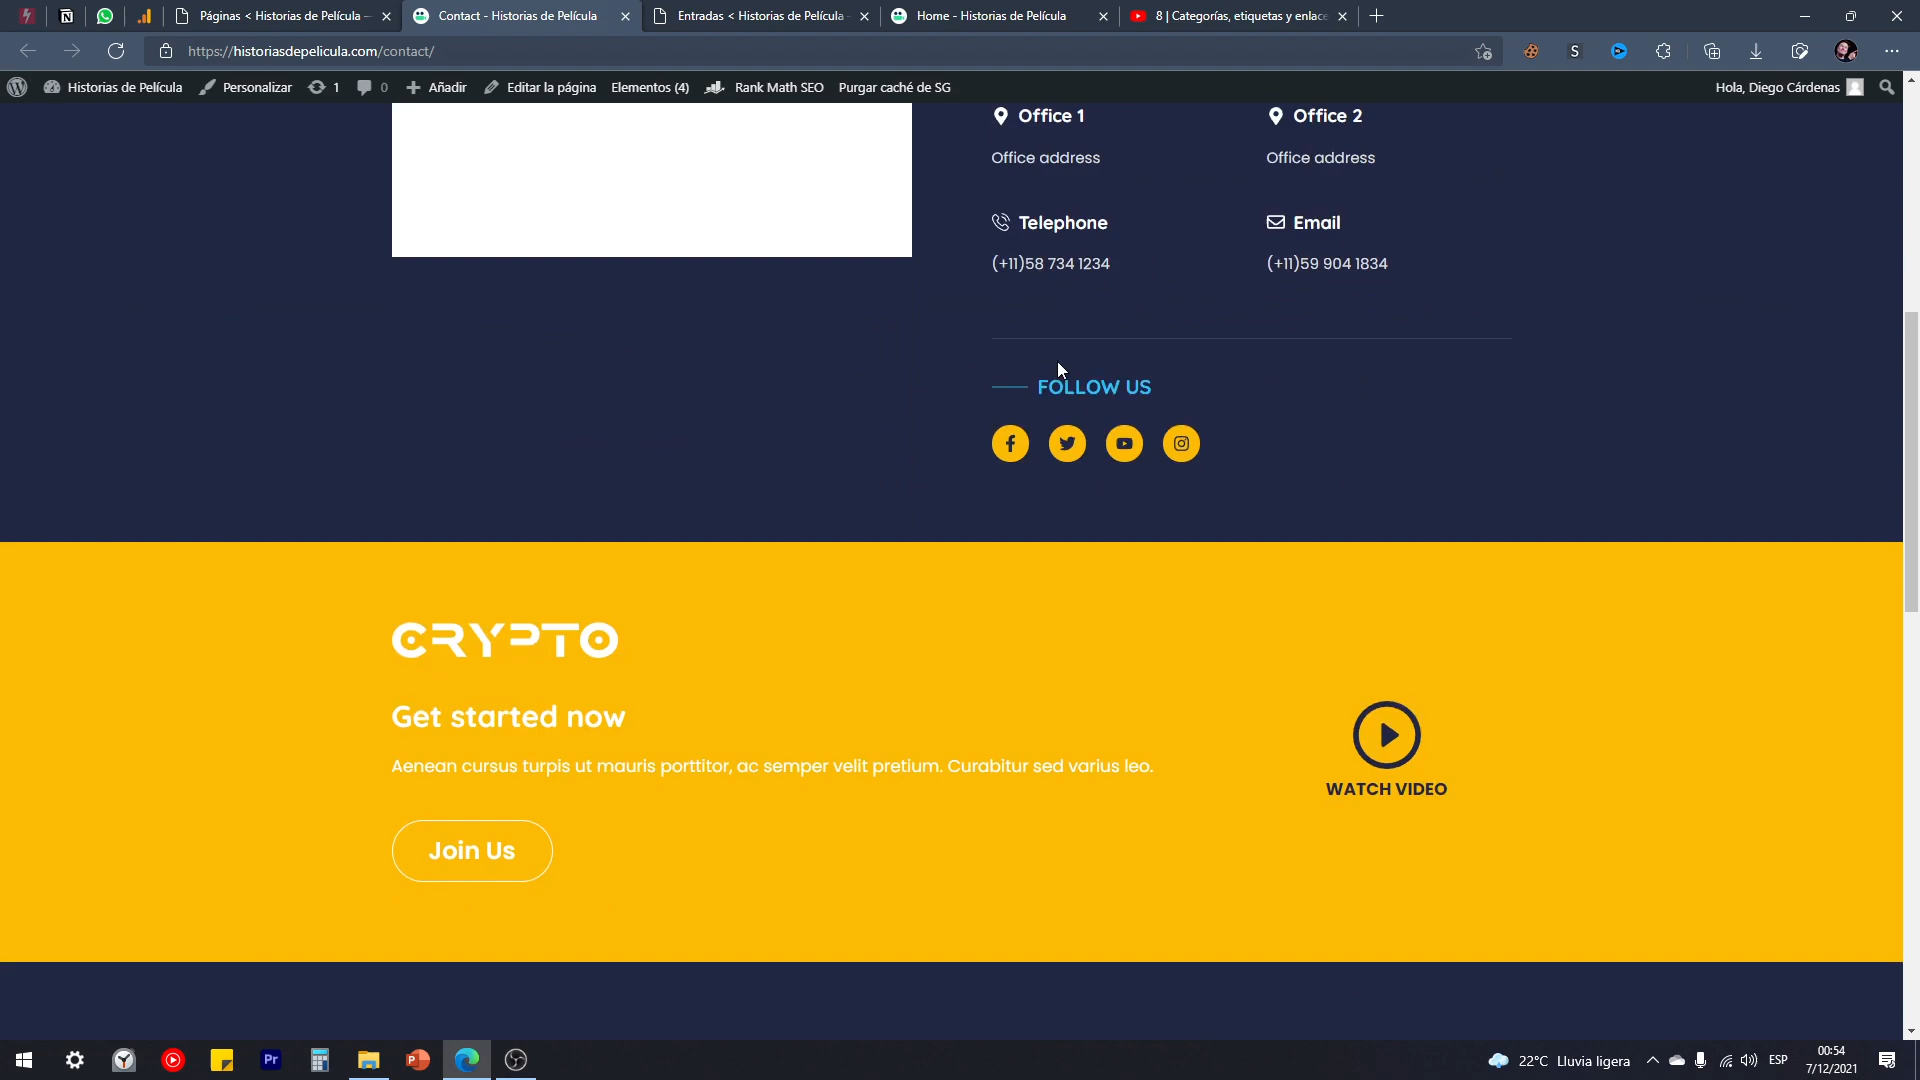 Páginas < Historias de Película —
Contact - Historias de Película
Entradas < Historias de Película -
Home - Historias de Película
8 | Categorías, etiquetas y enlace
https://historiasdepelicula.com/contact/
Historias de Película
Personalizar
1
0
Añadir
Editar la página
Elementos (4)
Rank Math SEO
Purgar caché de SG
Hola, Diego Cárdenas
Office 1
Office 2
Office address
Office address
Telephone
Email
(+11)58 734 1234
(+11)59 904 1834
FOLLOW US
CRYPTO
Get started now
Aenean cursus turpis ut mauris porttitor, ac semper velit pretium. Curabitur sed varius leo.
Join Us
WATCH VIDEO
Pr
22°C Lluvia ligera
ESP
00:54
7/12/2021